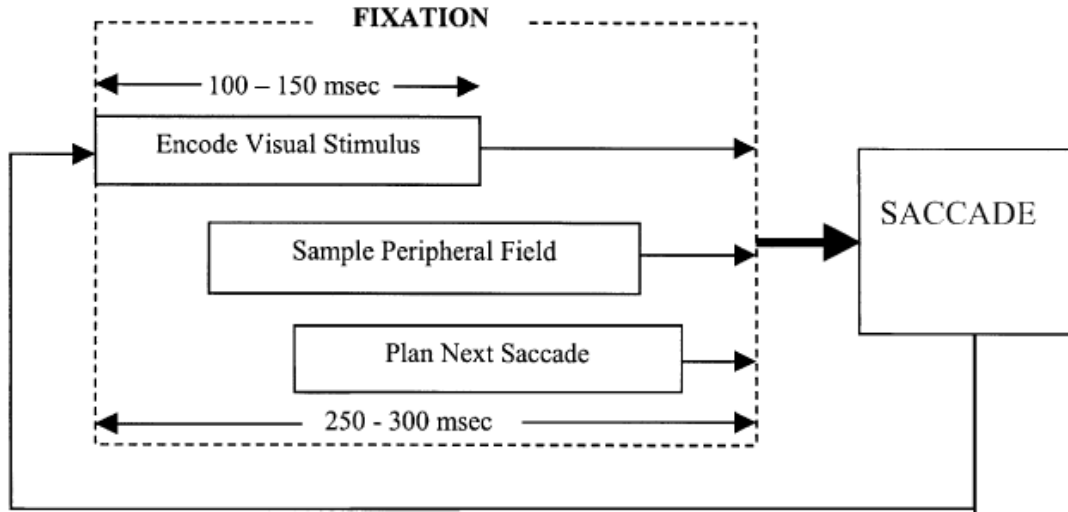 FIXATION
100 – 150 msec
Encode Visual Stimulus
SACCADE
Sample Peripheral Field
Plan Next Saccade
250 - 300 msec